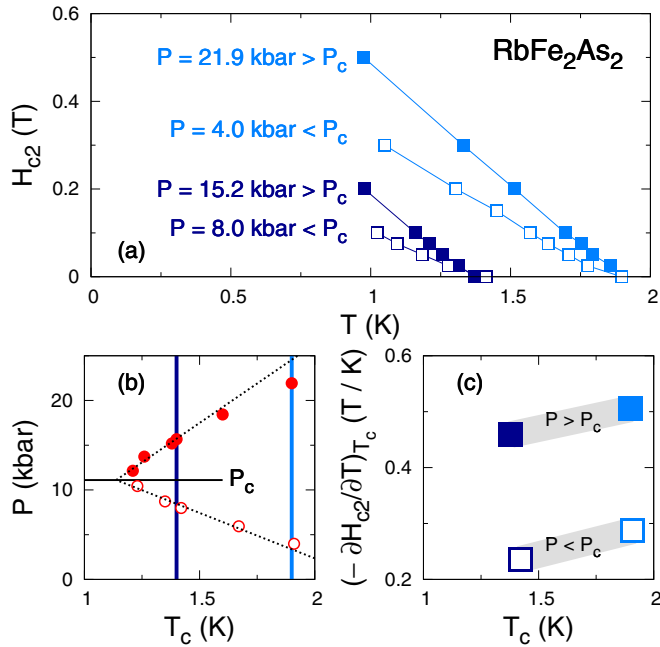 RbFe₂As₂
P = 21.9 kbar > Pc
P = 4.0 kbar < Pc
P = 15.2 kbar > Pc
P = 8.0 kbar < Pc
(a)
Hc2 (T)
0.6
0.4
0.2
0
0 0.5 1 1.5 2
T (K)
(b)
P (kbar)
20
10
0
Pc
1 1.5 2
Tc (K)
(c)
(− ∂Hc2/∂T)Tc (T / K)
0.6
0.4
0.2
P > Pc
P < Pc
1 1.5 2
Tc (K)